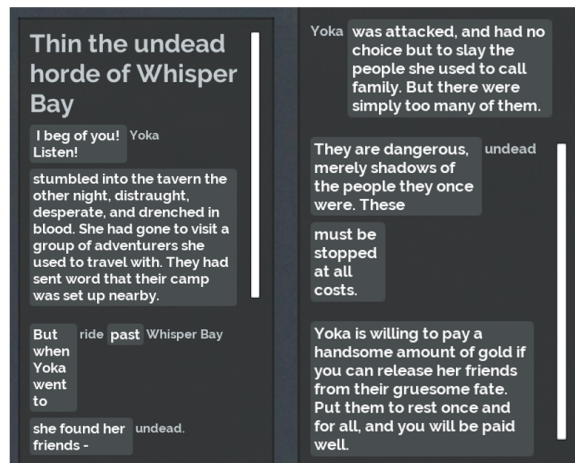 Thin the undead
horde of Whisper
Bay
I beg of you! Yoka
Listen!
stumbled into the tavern the
other night, distraught,
desperate, and drenched in
blood. She had gone to visit a
group of adventurers she
used to travel with. They had
sent word that their camp
was set up nearby.
But ride past Whisper Bay
when
Yoka
went
to
she found her undead.
friends -
Yoka was attacked, and had no
choice but to slay the
people she used to call
family. But there were
simply too many of them.
They are dangerous, undead
merely shadows of
the people they once
were. These
must be
stopped
at all
costs.
Yoka is willing to pay a
handsome amount of gold if
you can release her friends
from their gruesome fate.
Put them to rest once and
for all, and you will be paid
well.